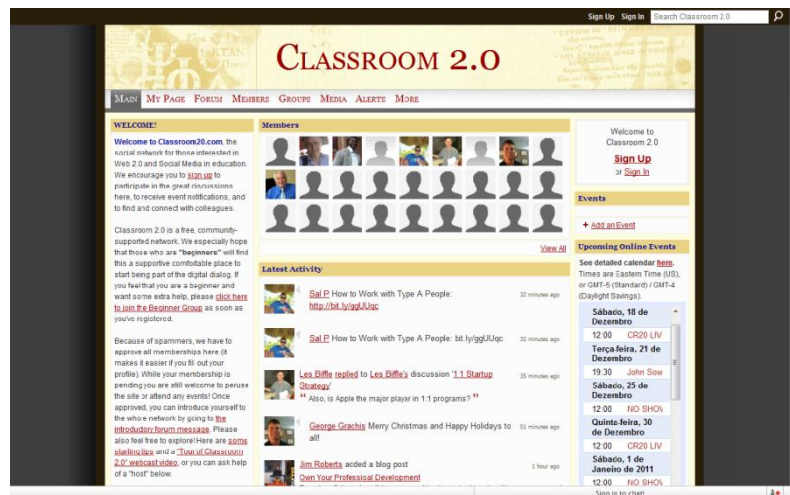 Sign Up Sign In Search Classroom 2.0
CLASSROOM 2.0
MAIN MY PAGE FORUM MEMBERS GROUPS MEDIA ALERTS MORE
WELCOME!
Welcome to Classroom20.com, the
social network for those interested in
Web 2.0 and Social Media in education.
We encourage you to sign up to
participate in the great discussions
here, to receive event notifications, and
to find and connect with colleagues.
Classroom 2.0 is a free, community-
supported network. We especially hope
that those who are "beginners" will find
this a supportive comfortable place to
start being part of the digital dialog. If
you feel that you are a beginner and
want some extra help, please click here
to join the Beginner Group as soon as
you've registered.
Because of spammers, we have to
approve all memberships here (it
makes it easier if you fill out your
profile). While your membership is
pending you are still welcome to peruse
the site or attend any events! Once
approved, you can introduce yourself to
the whole network by going to the
introductory forum message. Please
also feel free to explore! Here are some
starting tips and a "Tour of Classroom
2.0" webcast video, or you can ask help
of a "host" below.
Members
View All
Latest Activity
Sal P How to Work with Type A People:
http://bit.ly/ggUUqc
32 minutes ago
Sal P How to Work with Type A People: bit.ly/ggUUqc
32 minutes ago
Les Biffle replied to Les Biffle's discussion '1:1 Startup
Strategy'
35 minutes ago
" Also, is Apple the major player in 1:1 programs? "
George Grachis Merry Christmas and Happy Holidays to
all!
51 minutes ago
Jim Roberts added a blog post
1 hour ago
Own Your Professional Development
Welcome to
Classroom 2.0
Sign Up
or Sign In
Events
+ Add an Event
Upcoming Online Events
See detailed calendar here.
Times are Eastern Time (US),
or GMT-5 (Standard) / GMT-4
(Daylight Savings).
Sábado, 18 de
Dezembro
12:00 CR20 LIV
Terça-feira, 21 de
Dezembro
19:30 John Sow
Sábado, 25 de
Dezembro
12:00 NO SHOW
Quinta-feira, 30
de Dezembro
12:00 CR20 LIV
Sábado, 1 de
Janeiro de 2011
12:00 NO SHOW